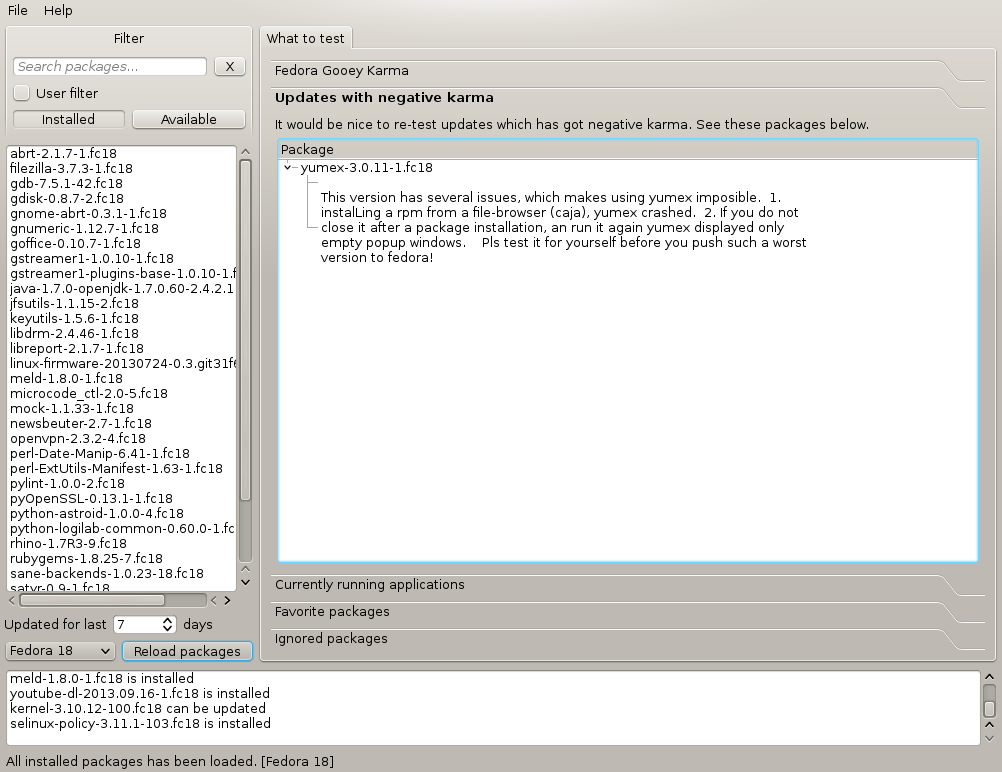 File Help
Filter
Search packages...
X
User filter
Installed
Available
abrt-2.1.7-1.fc18
filezilla-3.7.3-1.fc18
gdb-7.5.1-42.fc18
gdisk-0.8.7-2.fc18
gnome-abrt-0.3.1-1.fc18
gnumeric-1.12.7-1.fc18
goffice-0.10.7-1.fc18
gstreamer1-1.0.10-1.fc18
gstreamer1-plugins-base-1.0.10-1.f
java-1.7.0-openjdk-1.7.0.60-2.4.2.1
jfsutils-1.1.15-2.fc18
keyutils-1.5.6-1.fc18
libdrm-2.4.46-1.fc18
libreport-2.1.7-1.fc18
linux-firmware-20130724-0.3.git31f6
meld-1.8.0-1.fc18
microcode_ctl-2.0-5.fc18
mock-1.1.33-1.fc18
newsbeuter-2.7-1.fc18
openvpn-2.3.2-4.fc18
perl-Date-Manip-6.41-1.fc18
perl-ExtUtils-Manifest-1.63-1.fc18
pylint-1.0.0-2.fc18
pyOpenSSL-0.13.1-1.fc18
python-astroid-1.0.0-4.fc18
python-logilab-common-0.60.0-1.fc
rhino-1.7R3-9.fc18
rubygems-1.8.25-7.fc18
sane-backends-1.0.23-18.fc18
satyr-0.9-1.fc18
Updated for last 7 days
Fedora 18
Reload packages
What to test
Fedora Gooey Karma
Updates with negative karma
It would be nice to re-test updates which has got negative karma. See these packages below.
Package
yumex-3.0.11-1.fc18
This version has several issues, which makes using yumex imposible. 1.
instalLing a rpm from a file-browser (caja), yumex crashed. 2. If you do not
close it after a package installation, an run it again yumex displayed only
empty popup windows. Pls test it for yourself before you push such a worst
version to fedora!
Currently running applications
Favorite packages
Ignored packages
meld-1.8.0-1.fc18 is installed
youtube-dl-2013.09.16-1.fc18 is installed
kernel-3.10.12-100.fc18 can be updated
selinux-policy-3.11.1-103.fc18 is installed
All installed packages has been loaded. [Fedora 18]